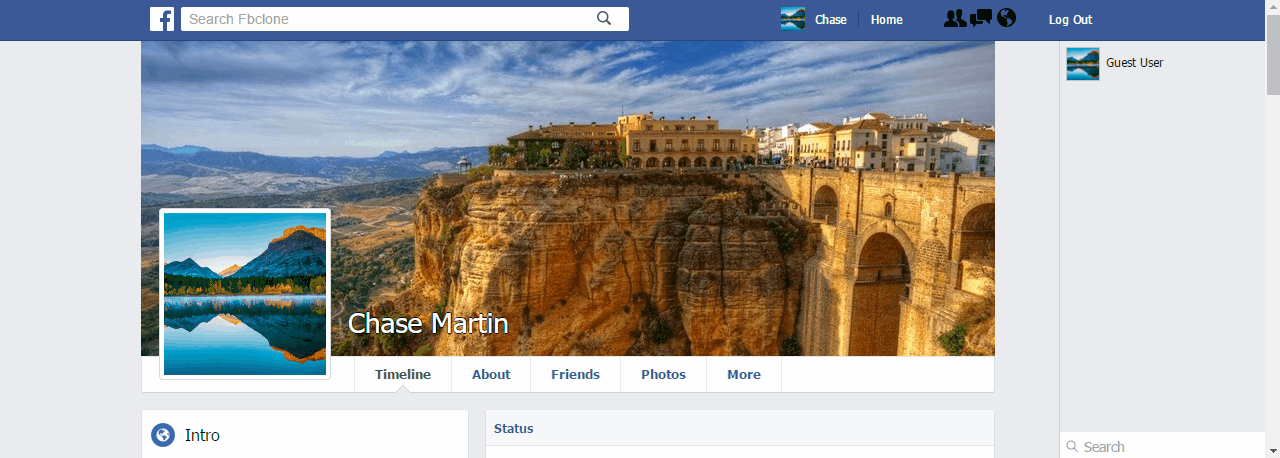 Search Fbclone
Chase
Home
Log Out
Guest User
Chase Martin
Timeline
About
Friends
Photos
More
Intro
Status
Search